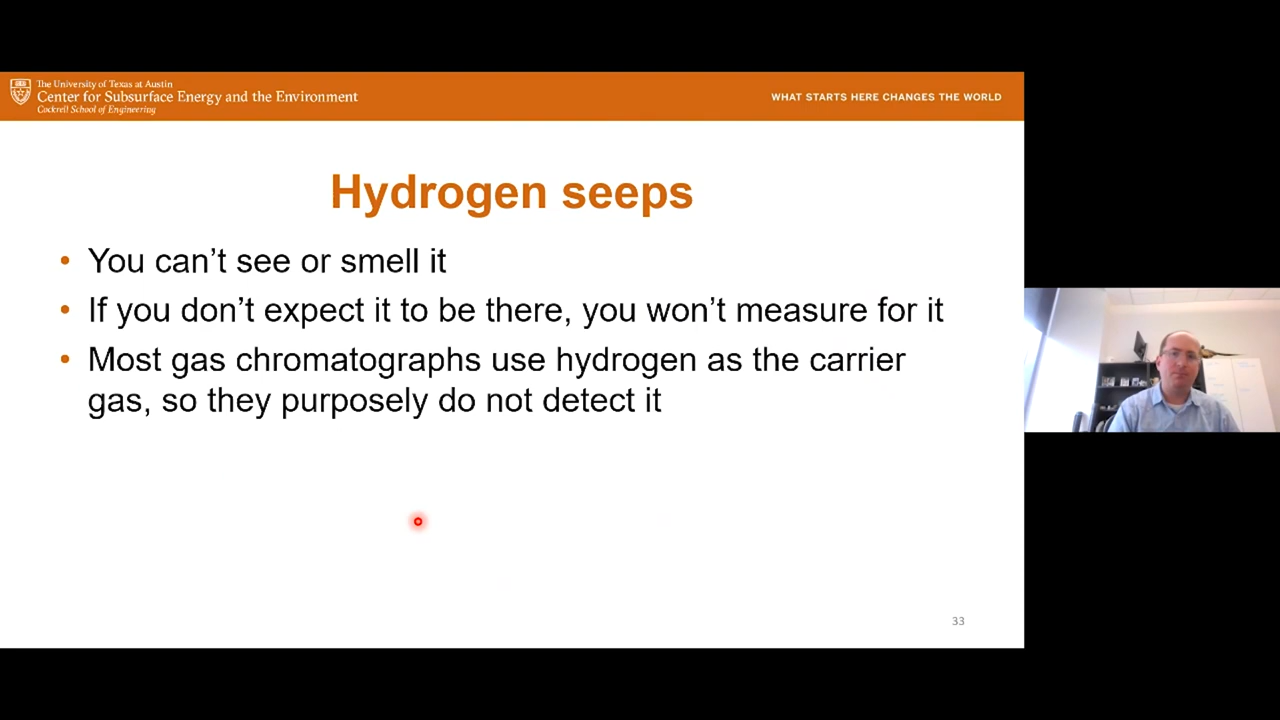 The University of Texas at Austin
Center for Subsurface Energy and the Environment
Cockrell School of Engineering
WHAT STARTS HERE CHANGES THE WORLD
Hydrogen seeps
• You can’t see or smell it
• If you don’t expect it to be there, you won’t measure for it
• Most gas chromatographs use hydrogen as the carrier
gas, so they purposely do not detect it
33